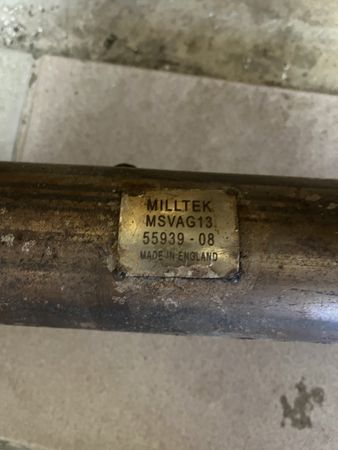 MILLTEK
MSVAG13
55939-08
MADE IN ENGLAND